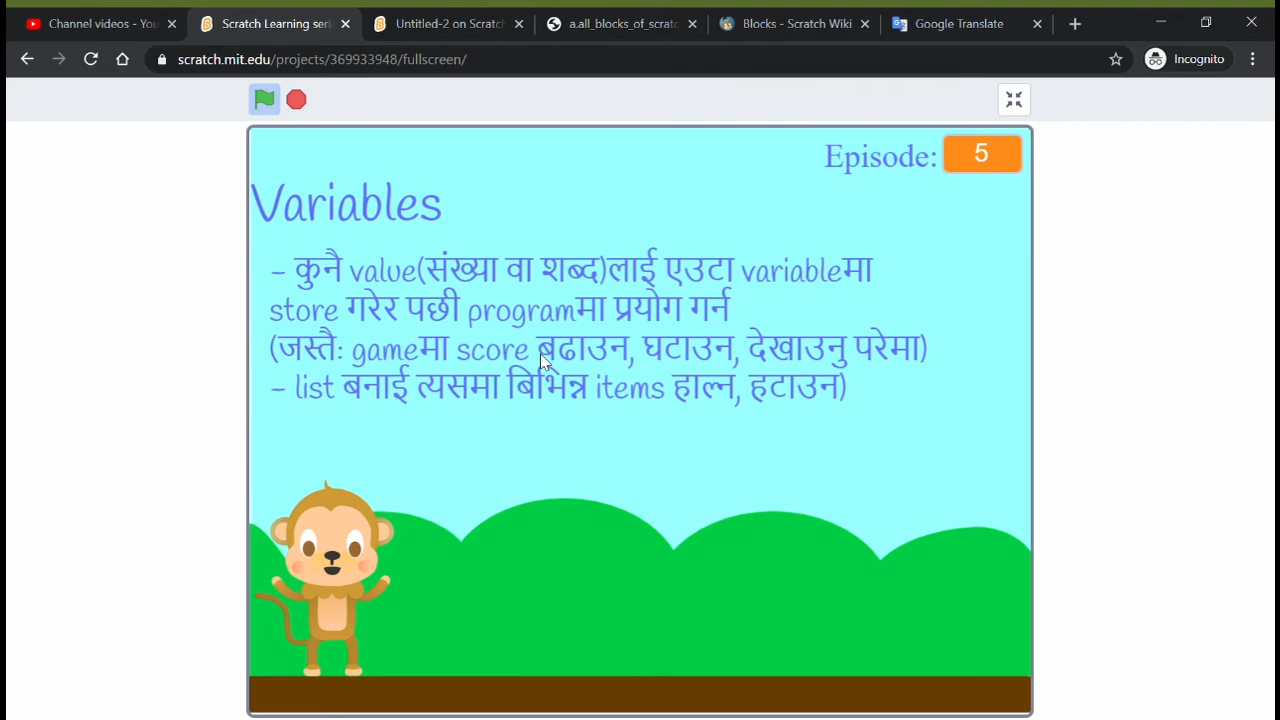 Channel videos - You
Scratch Learning seri
Untitled-2 on Scratch
a.all_blocks_of_scratc
Blocks - Scratch Wiki
Google Translate
scratch.mit.edu/projects/369933948/fullscreen/
Incognito
Episode: 5
Variables
- कुनै value(संख्या वा शब्द)लाई एउटा variableमा
store गरेर पछी programमा प्रयोग गर्न
(जस्तै: gameमा score बढाउन, घटाउन, देखाउनु परेमा)
- list बनाई त्यसमा बिभिन्न items हाल्न, हटाउन)